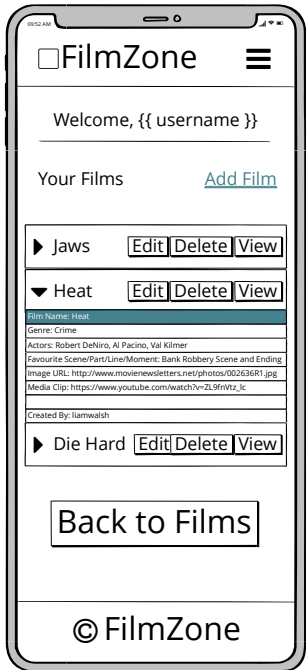 09:52 AM
FilmZone
Welcome, {{ username }}
Your Films Add Film
Jaws Edit Delete View
Heat Edit Delete View
Film Name: Heat
Genre: Crime
Actors: Robert DeNiro, Al Pacino, Val Kilmer
Favourite Scene/Part/Line/Moment: Bank Robbery Scene and Ending
Image URL: http://www.movienewsletters.net/photos/002636R1.jpg
Media Clip: https://www.youtube.com/watch?v=ZL9fnVtz_lc
Created By: liamwalsh
Die Hard Edit Delete View
Back to Films
© FilmZone